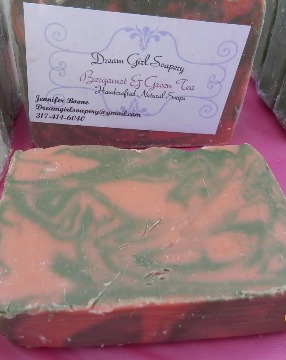 Dream Girl Soapery
Bergamot & Green Tea
Handcrafted Natural Soaps
Jennifer Boone
Dreamgirlsoapery@gmail.com
317-414-6040